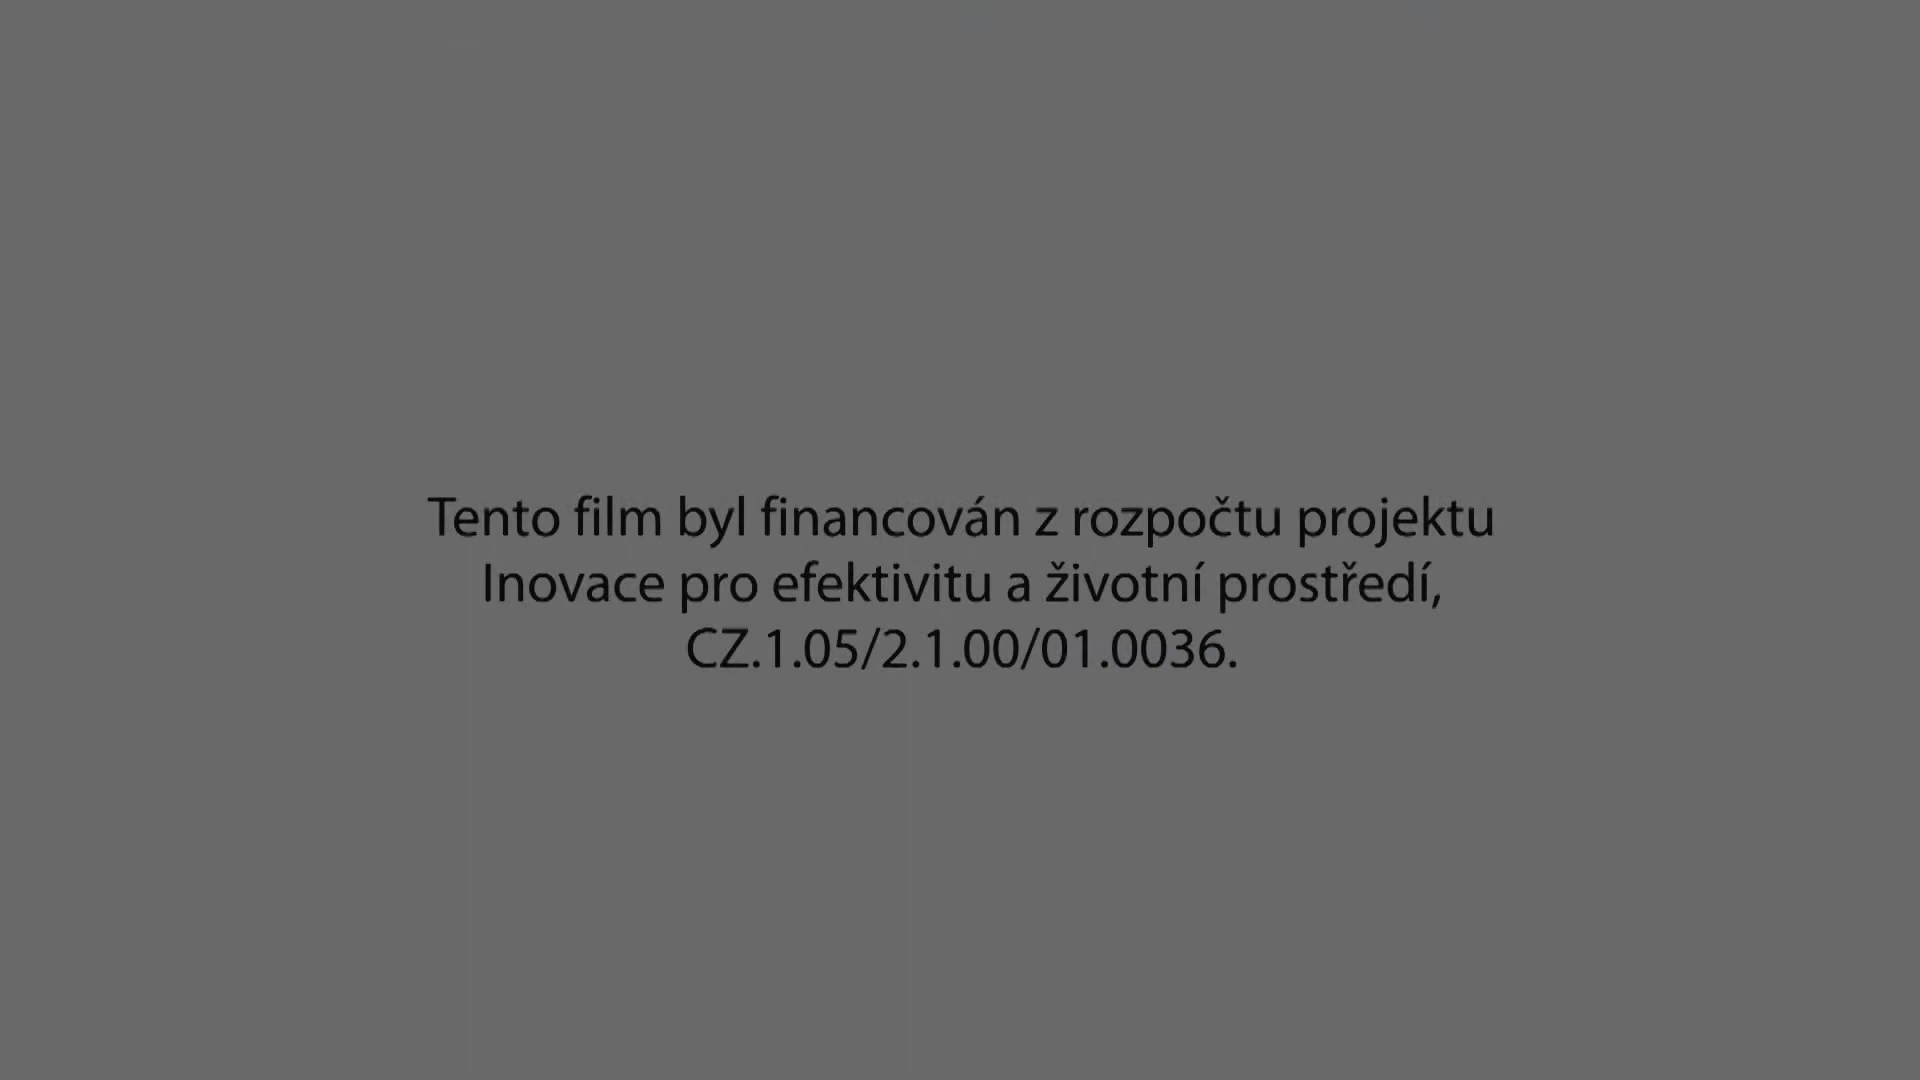 Tento film byl financován z rozpočtu projektu
Inovace pro efektivitu a životní prostředí,
CZ.1.05/2.1.00/01.0036.